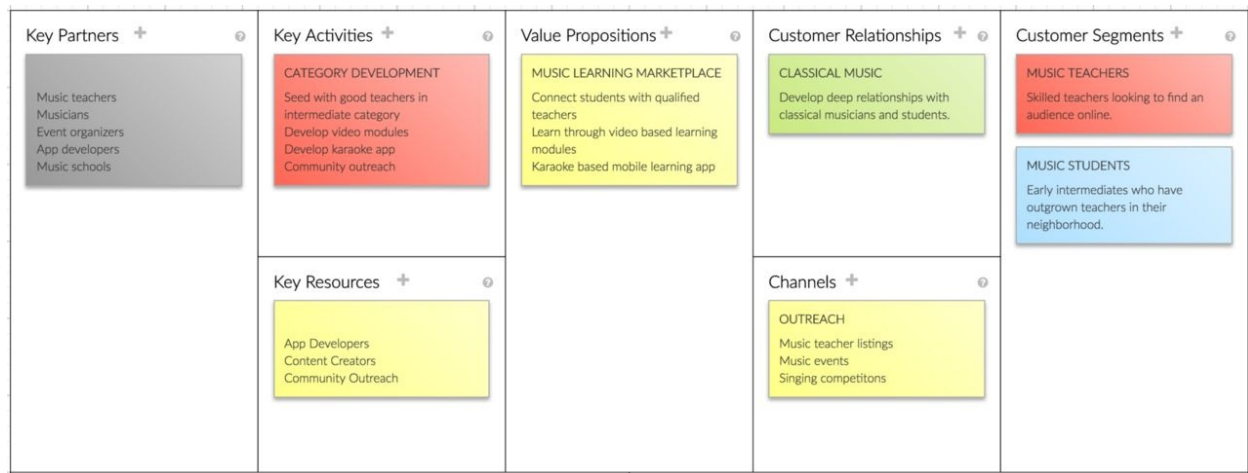 Key Partners
Music teachers
Musicians
Event organizers
App developers
Music schools
Key Activities
CATEGORY DEVELOPMENT
Seed with good teachers in
intermediate category
Develop video modules
Develop karaoke app
Community outreach
Key Resources
App Developers
Content Creators
Community Outreach
Value Propositions
MUSIC LEARNING MARKETPLACE
Connect students with qualified
teachers
Learn through video based learning
modules
Karaoke based mobile learning app
Customer Relationships
CLASSICAL MUSIC
Develop deep relationships with
classical musicians and students.
Channels
OUTREACH
Music teacher listings
Music events
Singing competitons
Customer Segments
MUSIC TEACHERS
Skilled teachers looking to find an
audience online.
MUSIC STUDENTS
Early intermediates who have
outgrown teachers in their
neighborhood.